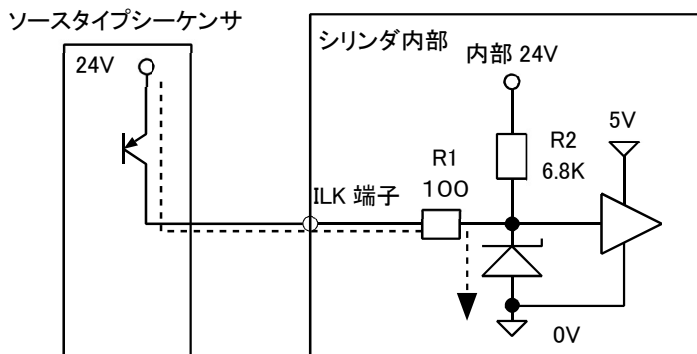 ソースタイプシーケンサ
シリンダ内部
24V
内部 24V
5V
R1
100
R2
6.8K
ILK 端子
0V